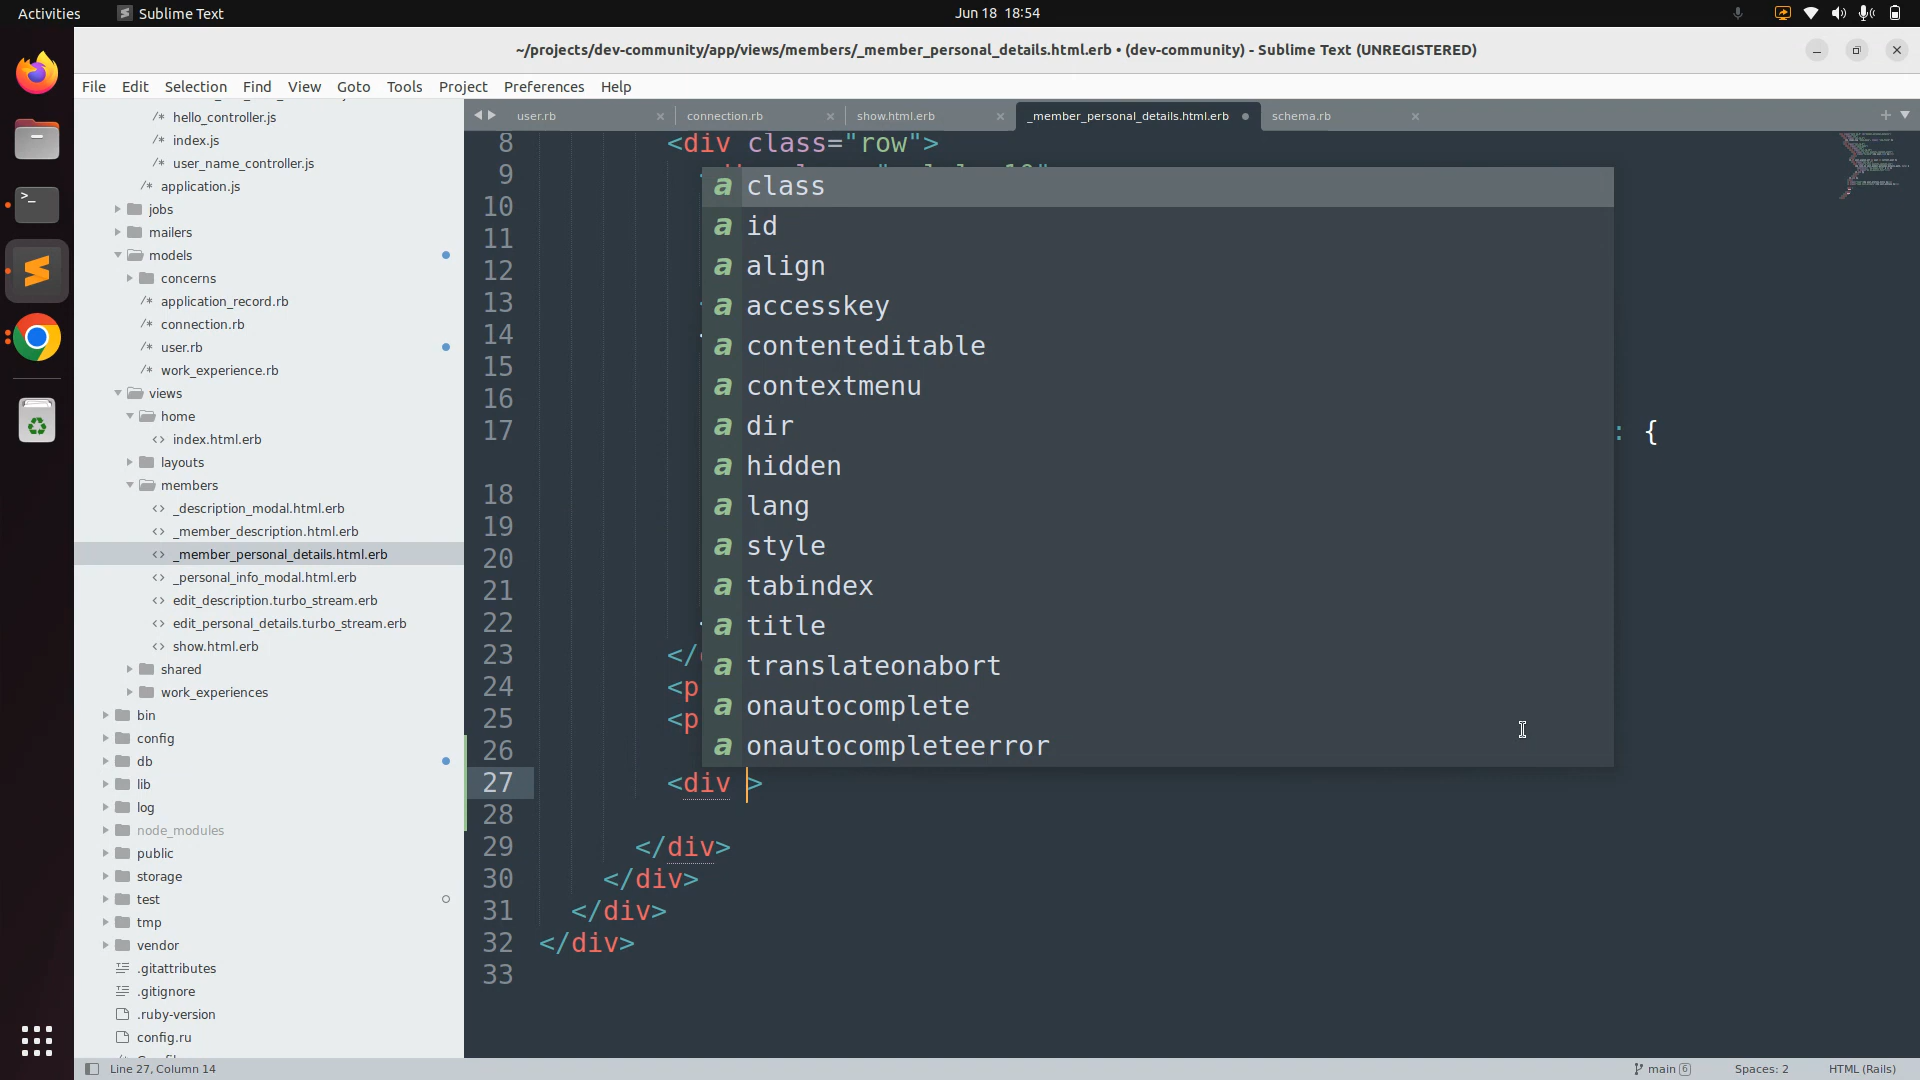 Activities
Sublime Text
Jun 18 18:54
~/projects/dev-community/app/views/members/_member_personal_details.html.erb • (dev-community) - Sublime Text (UNREGISTERED)
File Edit Selection Find View Goto Tools Project Preferences Help
hello_controller.js
index.js
user_name_controller.js
application.js
jobs
mailers
models
concerns
application_record.rb
connection.rb
user.rb
work_experience.rb
views
home
index.html.erb
layouts
members
_description_modal.html.erb
_member_description.html.erb
_member_personal_details.html.erb
_personal_info_modal.html.erb
edit_description.turbo_stream.erb
edit_personal_details.turbo_stream.erb
show.html.erb
shared
work_experiences
bin
config
db
lib
log
node_modules
public
storage
test
tmp
vendor
.gitattributes
.gitignore
.ruby-version
config.ru
user.rb
connection.rb
show.html.erb
_member_personal_details.html.erb
schema.rb
8 <div class="row">
9
10
11
12
13
14
15
16
17 : {
18
19
20
21
22
23 </
24 <p
25 <p
26
27 <div >
28
29 </div>
30 </div>
31 </div>
32 </div>
33
a class
a id
a align
a accesskey
a contenteditable
a contextmenu
a dir
a hidden
a lang
a style
a tabindex
a title
a translateonabort
a onautocomplete
a onautocompleteerror
Line 27, Column 14
main 6
Spaces: 2
HTML (Rails)